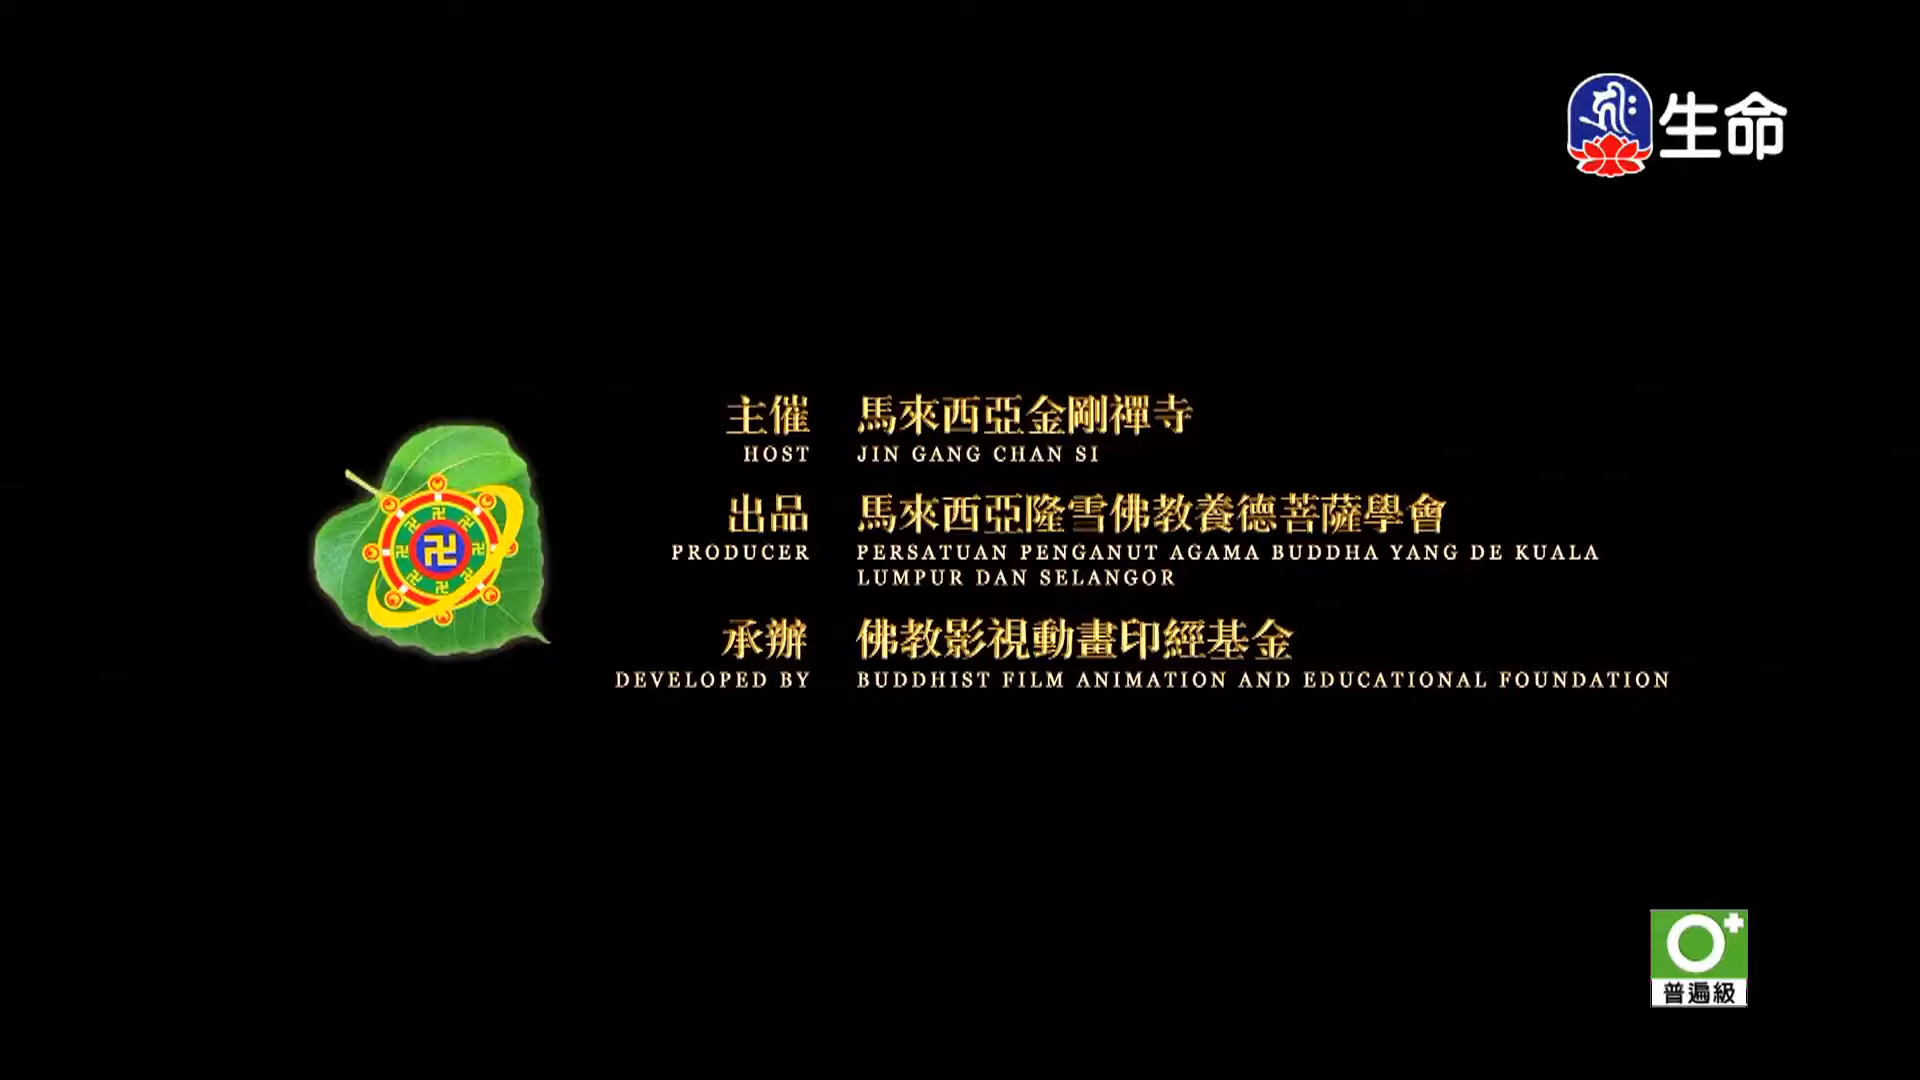 生命
主催 馬來西亞金剛禪寺
HOST JIN GANG CHAN SI
出品 馬來西亞隆雪佛教養德菩薩學會
PRODUCER PERSATUAN PENGANUT AGAMA BUDDHA YANG DE KUALA
LUMPUR DAN SELANGOR
承辦 佛教影視動畫印經基金
DEVELOPED BY BUDDHIST FILM ANIMATION AND EDUCATIONAL FOUNDATION
0+
普遍級